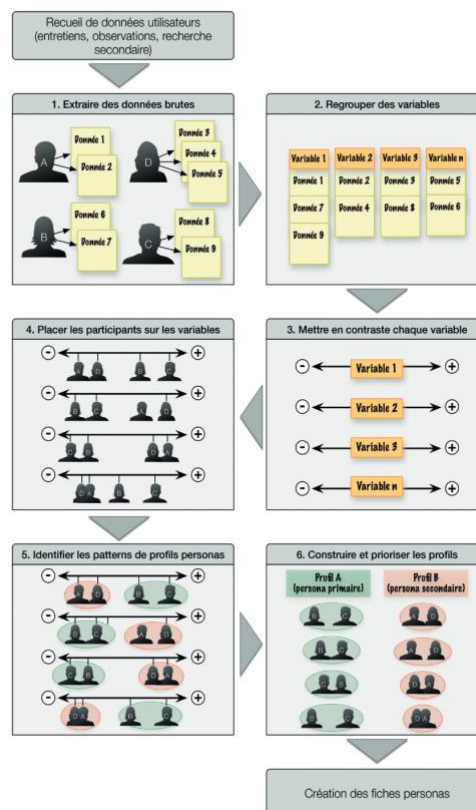 Recueil de données utilisateurs
(entretiens, observations, recherche
secondaire)
1. Extraire des données brutes
A
Donnée 1
Donnée 2
D
Donnée 3
Donnée 4
Donnée 5
B
Donnée 6
Donnée 7
C
Donnée 8
Donnée 9
2. Regrouper des variables
Variable 1 Variable 2 Variable 3 Variable n
Donnée 1 Donnée 2 Donnée 3 Donnée 5
Donnée 7 Donnée 4 Donnée 8 Donnée 6
Donnée 9
3. Mettre en contraste chaque variable
- Variable 1 +
- Variable 2 +
- Variable 3 +
- Variable n +
4. Placer les participants sur les variables
- +
A D B C
- +
B C A D
- +
C B D A
- +
D A B C
5. Identifier les patterns de profils personas
- +
A D B C
- +
B C A D
- +
C B D A
- +
D A B C
6. Construire et prioriser les profils
Profil A
(persona primaire)
Profil B
(persona secondaire)
B C A D
B C A D
C B D A
B C D A
Création des fiches personas